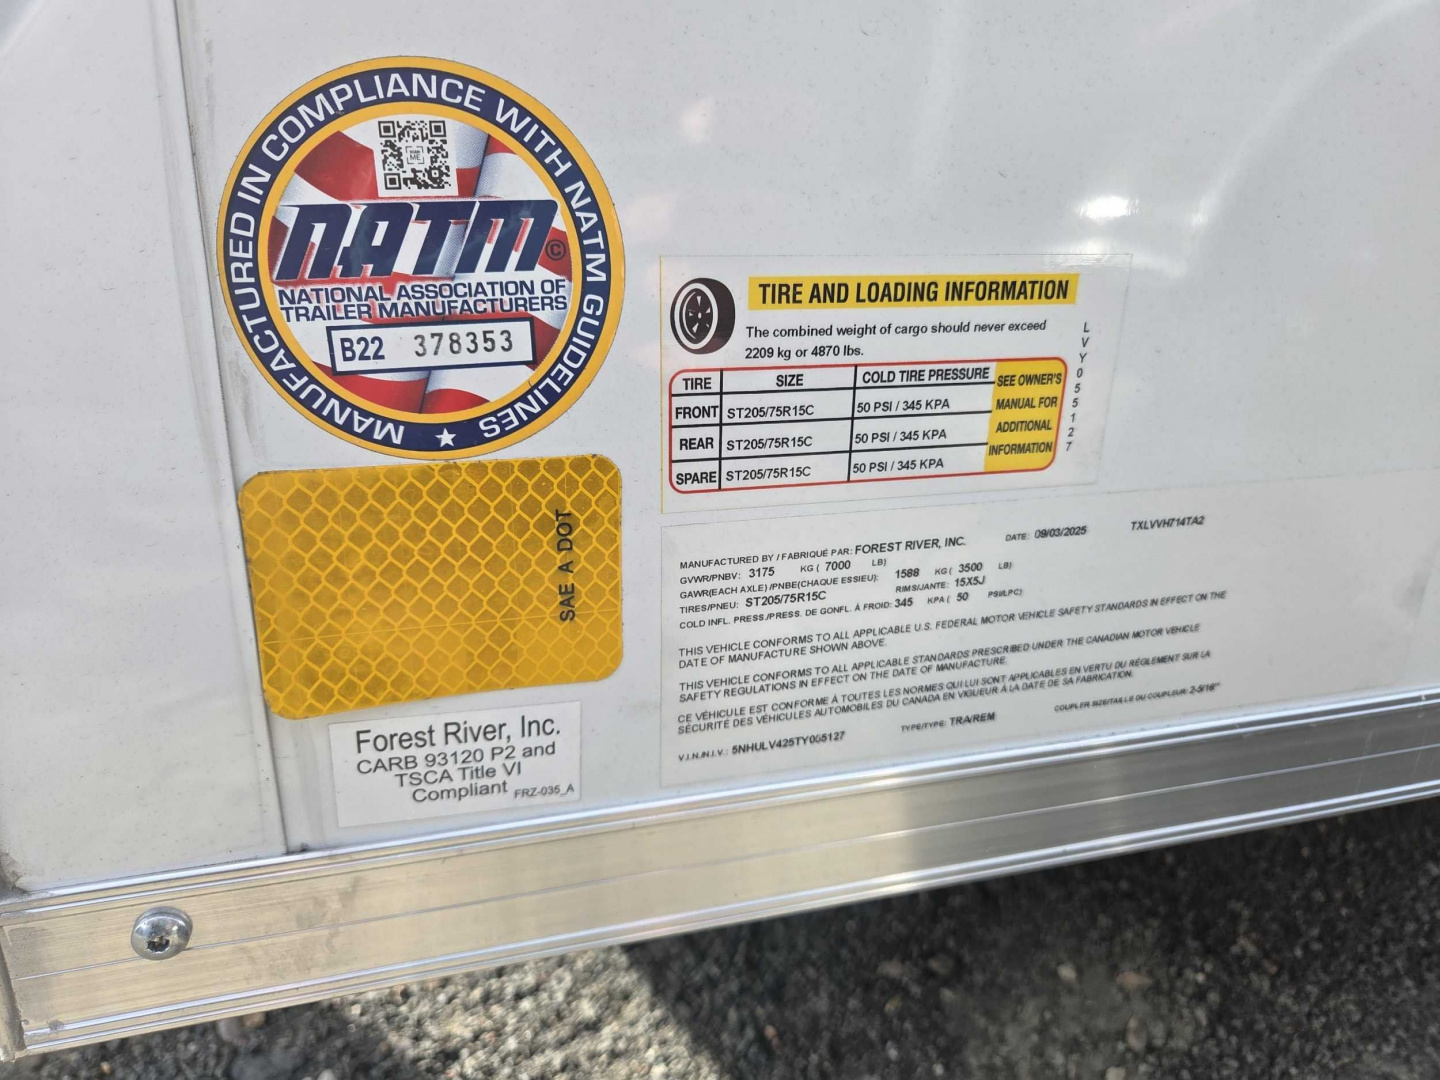 MANUFACTURED IN COMPLIANCE WITH NATM GUIDELINES ★
SCAN ME
NATM ©
NATIONAL ASSOCIATION OF
TRAILER MANUFACTURERS
B22 378353
SAE A DOT
Forest River, Inc.
CARB 93120 P2 and
TSCA Title VI
Compliant FRZ-035_A
TIRE AND LOADING INFORMATION
The combined weight of cargo should never exceed
2209 kg or 4870 lbs.
TIRE SIZE COLD TIRE PRESSURE
FRONT ST205/75R15C 50 PSI / 345 KPA
REAR ST205/75R15C 50 PSI / 345 KPA
SPARE ST205/75R15C 50 PSI / 345 KPA
SEE OWNER'S
MANUAL FOR
ADDITIONAL
INFORMATION
LVY055127
MANUFACTURED BY / FABRIQUÉ PAR: FOREST RIVER, INC. DATE: 09/03/2025 TXLVVH714TA2
GVWR/PNBV: 3175 KG ( 7000 LB)
GAWR(EACH AXLE) /PNBE(CHAQUE ESSIEU): 1588 KG ( 3500 LB)
TIRES/PNEU: ST205/75R15C RIMS/JANTE: 15X5J
COLD INFL. PRESS./PRESS. DE GONFL. À FROID: 345 KPA ( 50 PSI/LPC)
THIS VEHICLE CONFORMS TO ALL APPLICABLE U.S. FEDERAL MOTOR VEHICLE SAFETY STANDARDS IN EFFECT ON THE
DATE OF MANUFACTURE SHOWN ABOVE.
THIS VEHICLE CONFORMS TO ALL APPLICABLE STANDARDS PRESCRIBED UNDER THE CANADIAN MOTOR VEHICLE
SAFETY REGULATIONS IN EFFECT ON THE DATE OF MANUFACTURE.
CE VÉHICULE EST CONFORME À TOUTES LES NORMES QUI LUI SONT APPLICABLES EN VERTU DU RÈGLEMENT SUR LA
SÉCURITÉ DES VÉHICULES AUTOMOBILES DU CANADA EN VIGUEUR À LA DATE DE SA FABRICATION.
V.I.N./N.I.V.: 5NHULV425TY055127 TYPE/TYPE: TRA/REM COUPLER SIZE/TAILLE DU COUPLEUR: 2-5/16"